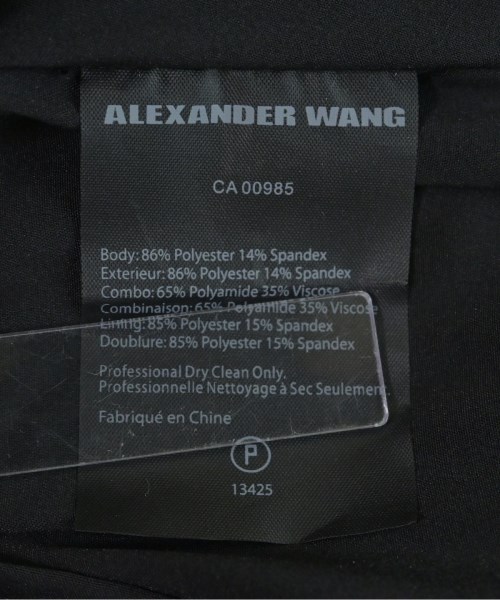 ALEXANDER WANG
CA 00985
Body: 86% Polyester 14% Spandex
Exterieur: 86% Polyester 14% Spandex
Combo: 65% Polyamide 35% Viscose
Combinaison: 65% Polyamide 35% Viscose
Lining: 85% Polyester 15% Spandex
Doublure: 85% Polyester 15% Spandex
Professional Dry Clean Only.
Professionnelle Nettoyage à Sec Seulement.
Fabriqué en Chine
P
13425